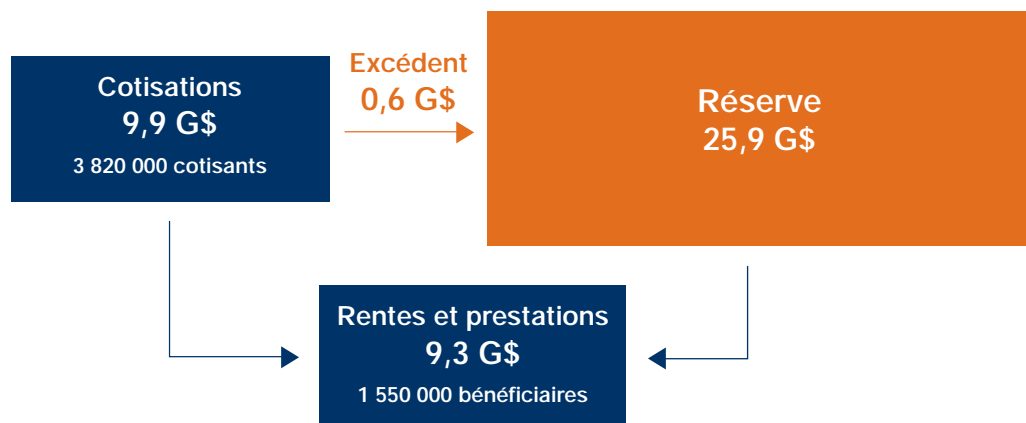 Cotisations
9,9 G$
3 820 000 cotisants
Excédent
0,6 G$
Réserve
25,9 G$
Rentes et prestations
9,3 G$
1 550 000 bénéficiaires